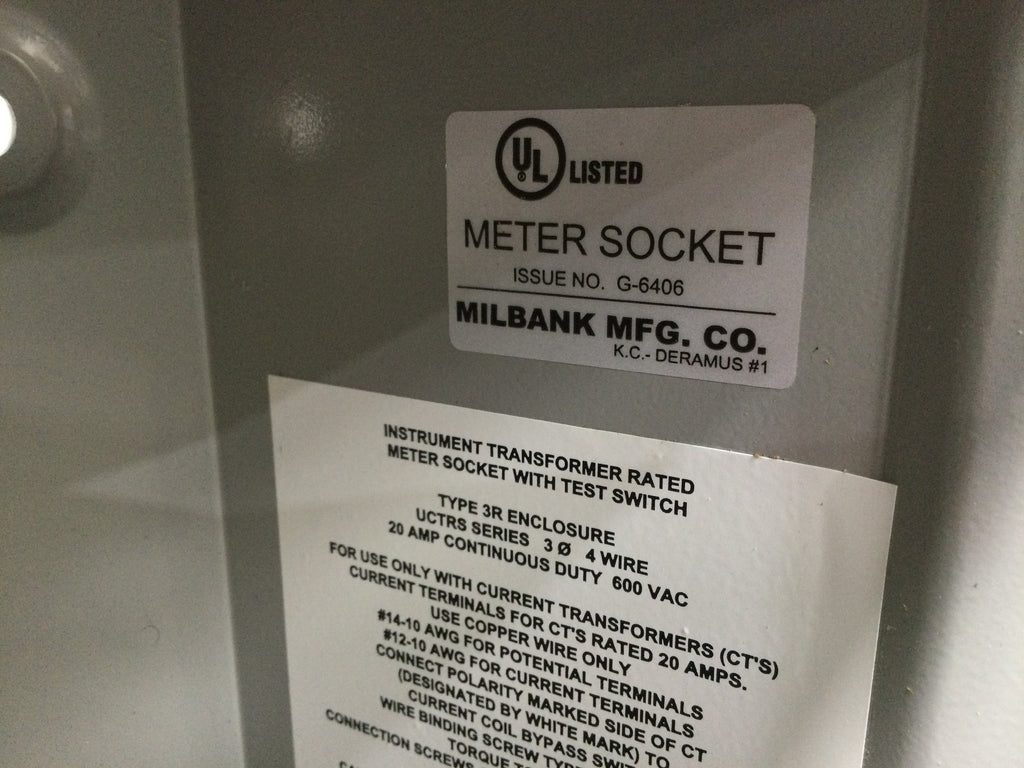 UL ® LISTED
METER SOCKET
ISSUE NO. G-6406
MILBANK MFG. CO.
K.C.- DERAMUS #1
INSTRUMENT TRANSFORMER RATED
METER SOCKET WITH TEST SWITCH
TYPE 3R ENCLOSURE
UCTRS SERIES 3 Ø 4 WIRE
20 AMP CONTINUOUS DUTY 600 VAC
FOR USE ONLY WITH CURRENT TRANSFORMERS (CT'S)
CURRENT TERMINALS FOR CT'S RATED 20 AMPS.
USE COPPER WIRE ONLY
#14-10 AWG FOR POTENTIAL TERMINALS
#12-10 AWG FOR CURRENT TERMINALS
CONNECT POLARITY MARKED SIDE OF CT
(DESIGNATED BY WHITE MARK) TO
CURRENT COIL BYPASS
WIRE BINDING SCREW
TORQUE
CONNECTION SCREWS